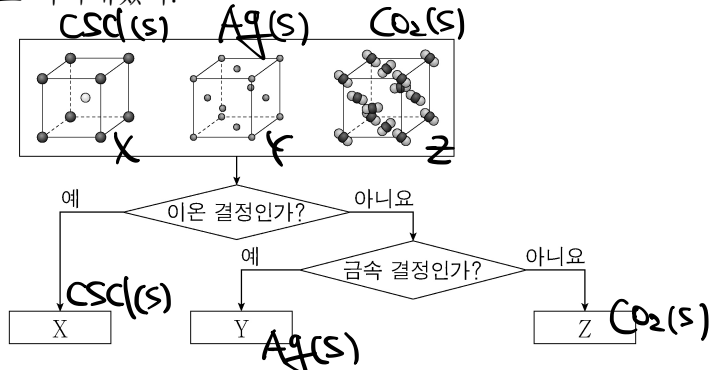 CSCl(s) Ag(s) CO₂(s)
X Y Z
예 이온 결정인가? 아니요
예 금속 결정인가? 아니요
CSCl(s)
X Y Z CO₂(s)
Ag(s)